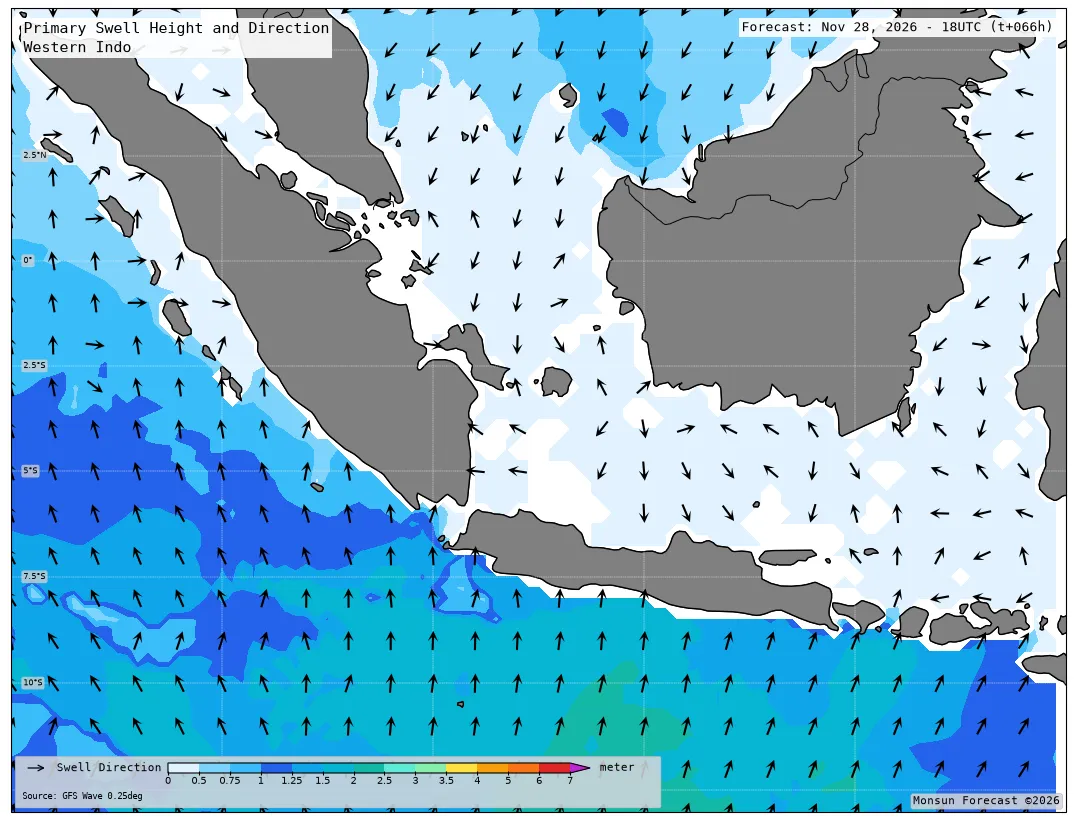 Primary Swell Height and Direction
Western Indo
Forecast: Nov 28, 2026 - 18UTC (t+066h)
2.5°N
0°
2.5°S
5°S
7.5°S
10°S
Swell Direction
0 0.5 0.75 1 1.25 1.5 2 2.5 3 3.5 4 5 6 7
meter
Source: GFS Wave 0.25deg
Monsun Forecast ©2026